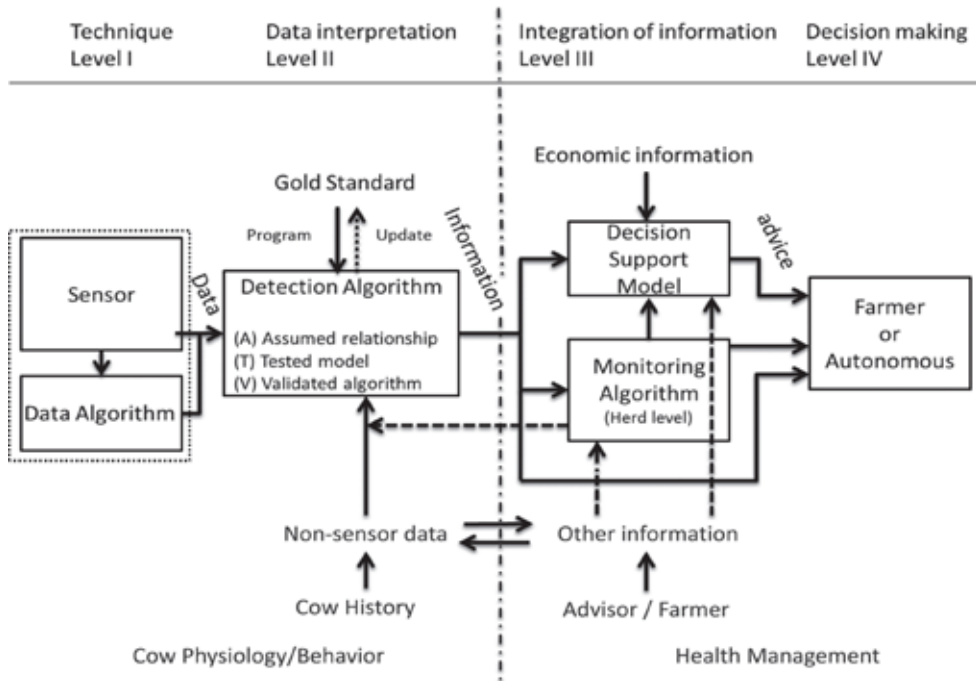 Technique
Level I
Data interpretation
Level II
Integration of information
Level III
Decision making
Level IV
Economic information
Gold Standard
Program
Update
Information
Decision
Support
Model
advice
Sensor
Data
Detection Algorithm
(A) Assumed relationship
(T) Tested model
(V) Validated algorithm
Farmer
or
Autonomous
Monitoring
Algorithm
(Herd level)
Data Algorithm
Non-sensor data
Other information
Cow History
Advisor / Farmer
Cow Physiology/Behavior
Health Management